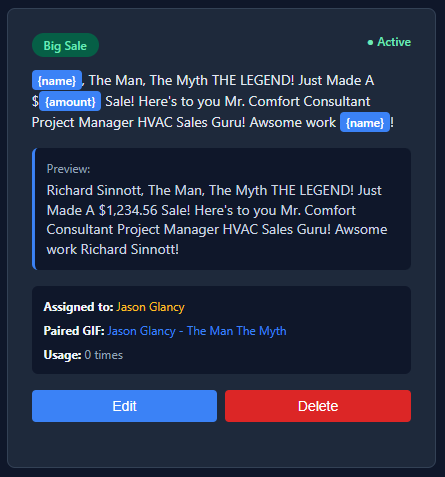 Big Sale
● Active
{name}, The Man, The Myth THE LEGEND! Just Made A
${amount} Sale! Here's to you Mr. Comfort Consultant
Project Manager HVAC Sales Guru! Awsome work {name}!
Preview:
Richard Sinnott, The Man, The Myth THE LEGEND! Just
Made A $1,234.56 Sale! Here's to you Mr. Comfort
Consultant Project Manager HVAC Sales Guru! Awsome
work Richard Sinnott!
Assigned to: Jason Glancy
Paired GIF: Jason Glancy - The Man The Myth
Usage: 0 times
Edit
Delete